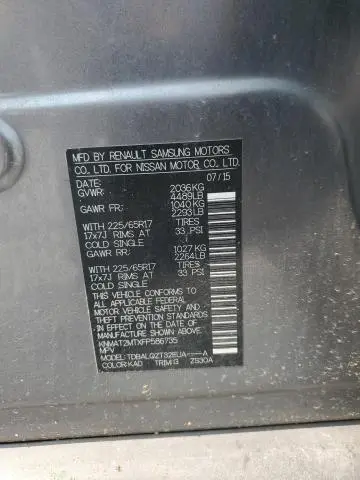 MFD BY RENAULT SAMSUNG MOTORS
CO. LTD. FOR NISSAN MOTOR CO. LTD.
DATE: 07/15
GVWR: 2036KG
4489LB
GAWR FR: 1040KG
2293LB
WITH 225/65R17 TIRES
17x7J RIMS AT 33 PSI
COLD SINGLE
GAWR RR: 1027KG
2264LB
WITH 225/65R17 TIRES
17x7J RIMS AT 33 PSI
COLD SINGLE
THIS VEHICLE CONFORMS TO
ALL APPLICABLE FEDERAL
MOTOR VEHICLE SAFETY AND
BUMPER STANDARDS IN EFFECT
ON THE DATE OF
MANUFACTURE SHOWN ABOVE.
KNMAT2MTXFP586735
MPV
MODEL: TDBALQZT32EUA-----A
COLOR:KAD TRIM:G ZS30A